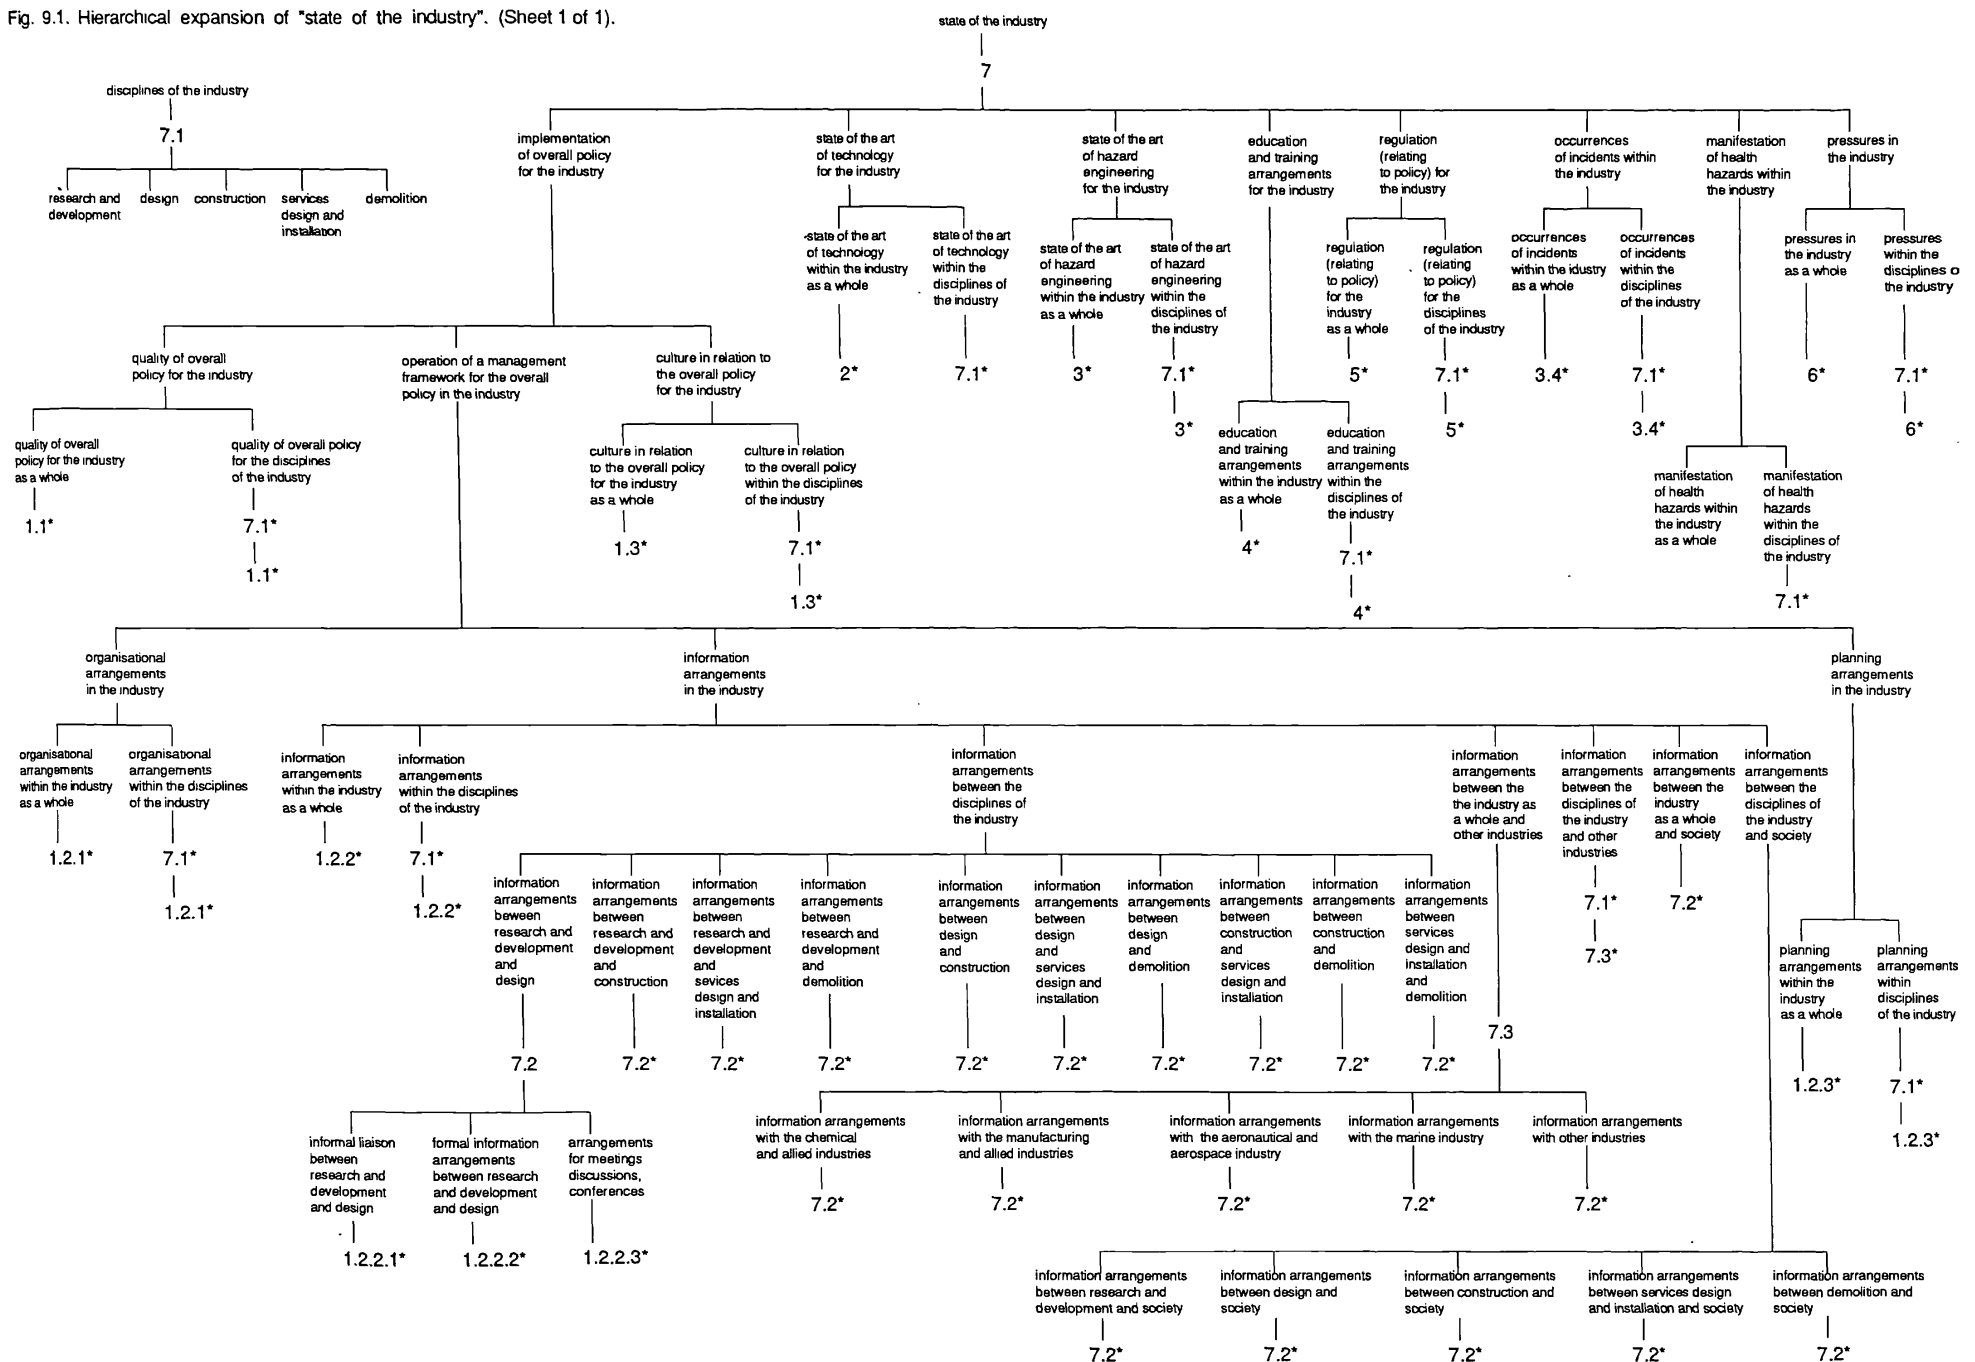 Fig. 9.1. Hierarchical expansion of "state of the industry". (Sheet 1 of 1).
state of the industry
7
disciplines of the industry
7.1
research and
development
design
construction
services
design and
installation
demolition
implementation
of overall policy
for the industry
state of the art
of technology
for the industry
state of the art
of hazard
engineering
for the industry
education
and training
arrangements
for the industry
regulation
(relating
to policy) for
the industry
occurrences
of incidents within
the industry
manifestation
of health
hazards within
the industry
pressures in
the industry
state of the art
of technology
within the industry
as a whole
2*
state of the art
of technology
within the
disciplines of
the industry
7.1*
state of the art
of hazard
engineering
within the industry
as a whole
3*
state of the art
of hazard
engineering
within the
disciplines of
the industry
7.1*
3*
regulation
(relating
to policy)
for the
industry
as a whole
5*
regulation
(relating
to policy)
for the
disciplines
of the industry
7.1*
5*
occurrences
of incidents
within the idustry
as a whole
3.4*
occurrences
of incidents
within the
disciplines
of the industry
7.1*
3.4*
pressures in
the industry
as a whole
6*
pressures
within the
disciplines o
the industry
7.1*
6*
quality of overall
policy for the industry
operation of a management
framework for the overall
policy in the industry
culture in relation to
the overall policy
for the industry
quality of overall
policy for the industry
as a whole
1.1*
quality of overall policy
for the disciplines
of the industry
7.1*
1.1*
culture in relation
to the overall policy
for the industry
as a whole
1.3*
culture in relation
to the overall policy
within the disciplines
of the industry
7.1*
1.3*
education
and training
arrangements
within the industry
as a whole
4*
education
and training
arrangements
within the
disciplines of
the industry
7.1*
4*
manifestation
of health
hazards within
the industry
as a whole
manifestation
of health
hazards
within the
disciplines of
the industry
7.1*
organisational
arrangements
in the industry
information
arrangements
in the industry
planning
arrangements
in the industry
organisational
arrangements
within the industry
as a whole
1.2.1*
organisational
arrangements
within the disciplines
of the industry
7.1*
1.2.1*
information
arrangements
within the industry
as a whole
1.2.2*
information
arrangements
within the disciplines
of the industry
7.1*
1.2.2*
information
arrangements
between the
disciplines of
the industry
information
arrangements
between the
the industry as
a whole and
other industries
information
arrangements
between the
disciplines of
the industry
and other
industries
7.1*
7.3*
information
arrangements
between the
industry
as a whole
and society
7.2*
information
arrangements
between the
disciplines of
the industry
and society
information
arrangements
beween
research and
development
and
design
7.2
information
arrangements
between
research and
development
and
construction
7.2*
information
arrangements
between
research and
development
and
sevices
design and
installation
7.2*
information
arrangements
between
research and
development
and
demolition
7.2*
information
arrangements
between
design
and
construction
7.2*
information
arrangements
between
design
and
services
design and
installation
7.2*
information
arrangements
between
design
and
demolition
7.2*
information
arrangements
between
construction
and
services
design and
installation
7.2*
information
arrangements
between
construction
and
demolition
7.2*
information
arrangements
between
services
design and
installation
and
demolition
7.2*
7.3
planning
arrangements
within the
industry
as a whole
1.2.3*
planning
arrangements
within
disciplines
of the industry
7.1*
1.2.3*
informal liaison
between
research and
development
and design
1.2.2.1*
formal information
arrangements
between research
and development
and design
1.2.2.2*
arrangements
for meetings
discussions,
conferences
1.2.2.3*
information arrangements
with the chemical
and allied industries
7.2*
information arrangements
with the manufacturing
and allied industries
7.2*
information arrangements
with the aeronautical and
aerospace industry
7.2*
information arrangements
with the marine industry
7.2*
information arrangements
with other industries
7.2*
information arrangements
between research and
development and society
7.2*
information arrangements
between design and
society
7.2*
information arrangements
between construction and
society
7.2*
information arrangements
between services design
and installation and society
7.2*
information arrangements
between demolition and
society
7.2*